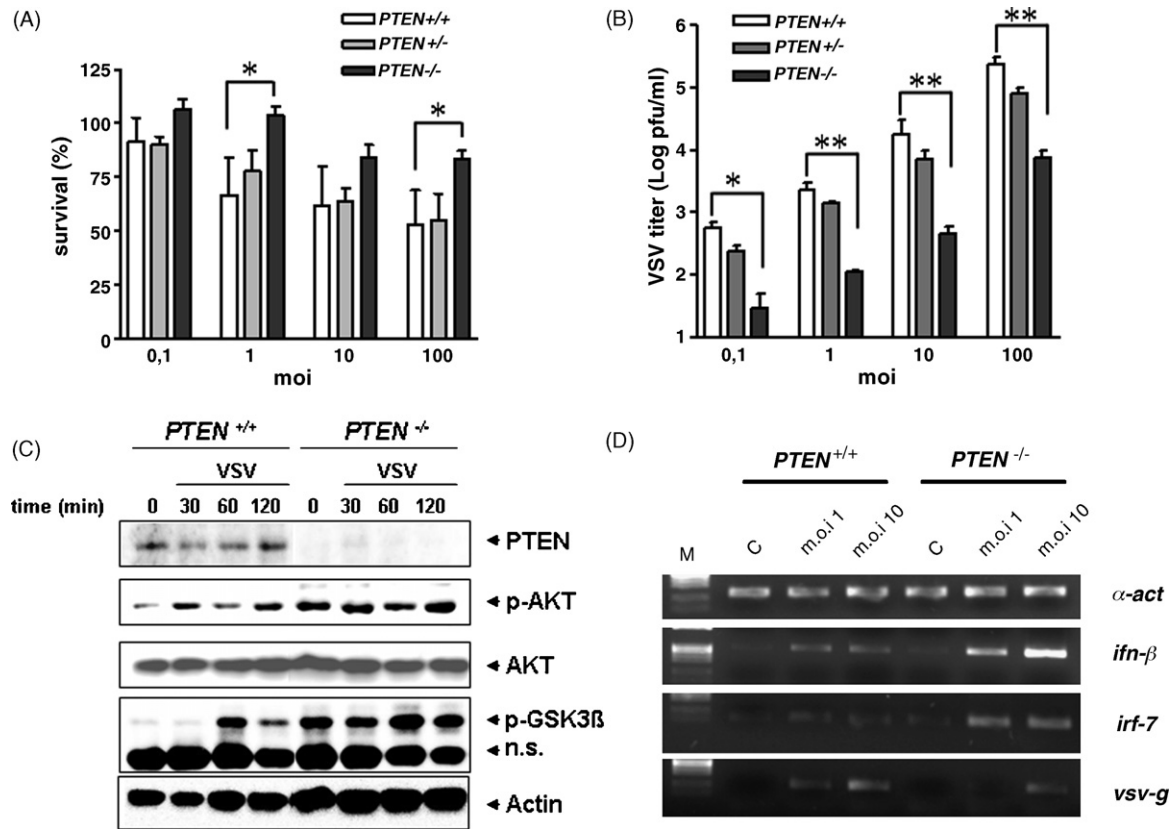 (A)
PTEN+/+
PTEN+/-
PTEN-/-
survival (%)
125
100
75
50
25
0
*
*
0,1 1 10 100
moi
(B)
PTEN+/+
PTEN+/-
PTEN-/-
VSV titer (Log pfu/ml)
6
5
4
3
2
1
*
**
**
**
0,1 1 10 100
moi
(C)
PTEN +/+ PTEN -/-
VSV VSV
time (min) 0 30 60 120 0 30 60 120
PTEN
p-AKT
AKT
p-GSK3ß
n.s.
Actin
(D)
PTEN+/+ PTEN -/-
M C m.o.i 1 m.o.i 10 C m.o.i 1 m.o.i 10
α-act
ifn-β
irf-7
vsv-g